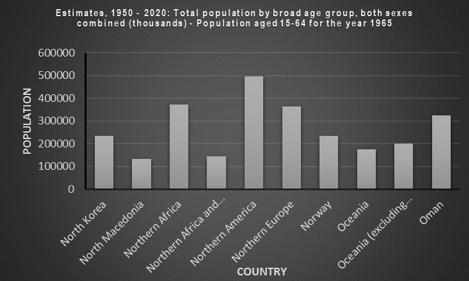 Estimates, 1950 - 2020: Total population by broad age group, both sexes
combined (thousands) - Population aged 15-64 for the year 1965
600000
500000
400000
300000
200000
100000
0
POPULATION
North Korea
North Macedonia
Northern Africa
Northern Africa and...
Northern America
Northern Europe
Norway
Oceania
Oceania (excluding...
Oman
COUNTRY